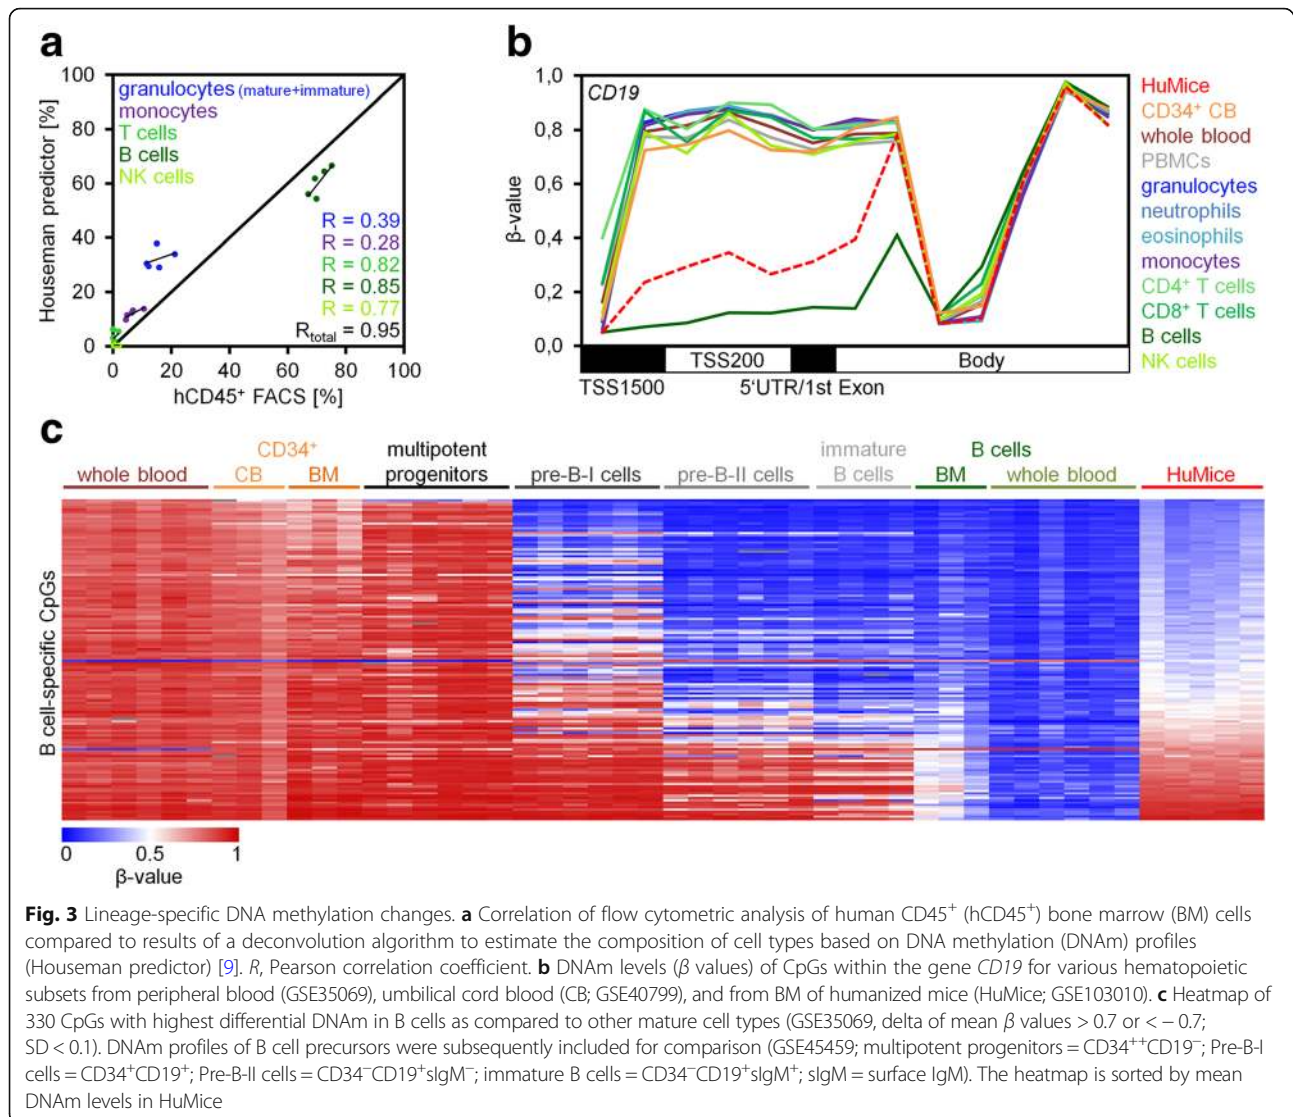 a
100
80
60
40
20
0
Houseman predictor [%]
granulocytes (mature+immature)
monocytes
T cells
B cells
NK cells
R = 0.39
R = 0.28
R = 0.82
R = 0.85
R = 0.77
Rtotal = 0.95
0 20 40 60 80 100
hCD45+ FACS [%]
b
1,0
0,8
0,6
0,4
0,2
0,0
β-value
CD19
TSS200
Body
TSS1500
5‘UTR/1st Exon
HuMice
CD34+ CB
whole blood
PBMCs
granulocytes
neutrophils
eosinophils
monocytes
CD4+ T cells
CD8+ T cells
B cells
NK cells
c
CD34+ multipotent immature B cells
whole blood CB BM progenitors pre-B-I cells pre-B-II cells B cells BM whole blood HuMice
B cell-specific CpGs
0 0.5 1
β-value
Fig. 3 Lineage-specific DNA methylation changes. a Correlation of flow cytometric analysis of human CD45+ (hCD45+) bone marrow (BM) cells
compared to results of a deconvolution algorithm to estimate the composition of cell types based on DNA methylation (DNAm) profiles
(Houseman predictor) [9]. R, Pearson correlation coefficient. b DNAm levels (β values) of CpGs within the gene CD19 for various hematopoietic
subsets from peripheral blood (GSE35069), umbilical cord blood (CB; GSE40799), and from BM of humanized mice (HuMice; GSE103010). c Heatmap of
330 CpGs with highest differential DNAm in B cells as compared to other mature cell types (GSE35069, delta of mean β values > 0.7 or < − 0.7;
SD < 0.1). DNAm profiles of B cell precursors were subsequently included for comparison (GSE45459; multipotent progenitors = CD34++CD19−; Pre-B-I
cells = CD34+CD19+; Pre-B-II cells = CD34−CD19+sIgM−; immature B cells = CD34−CD19+sIgM+; sIgM = surface IgM). The heatmap is sorted by mean
DNAm levels in HuMice